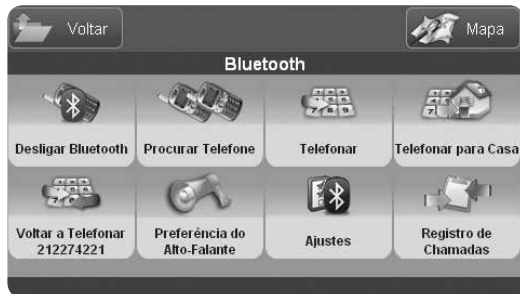 Voltar
Mapa
Bluetooth
Desligar Bluetooth
Procurar Telefone
Telefonar
Telefonar para Casa
Voltar a Telefonar
212274221
Preferência do
Alto-Falante
Ajustes
Registro de
Chamadas